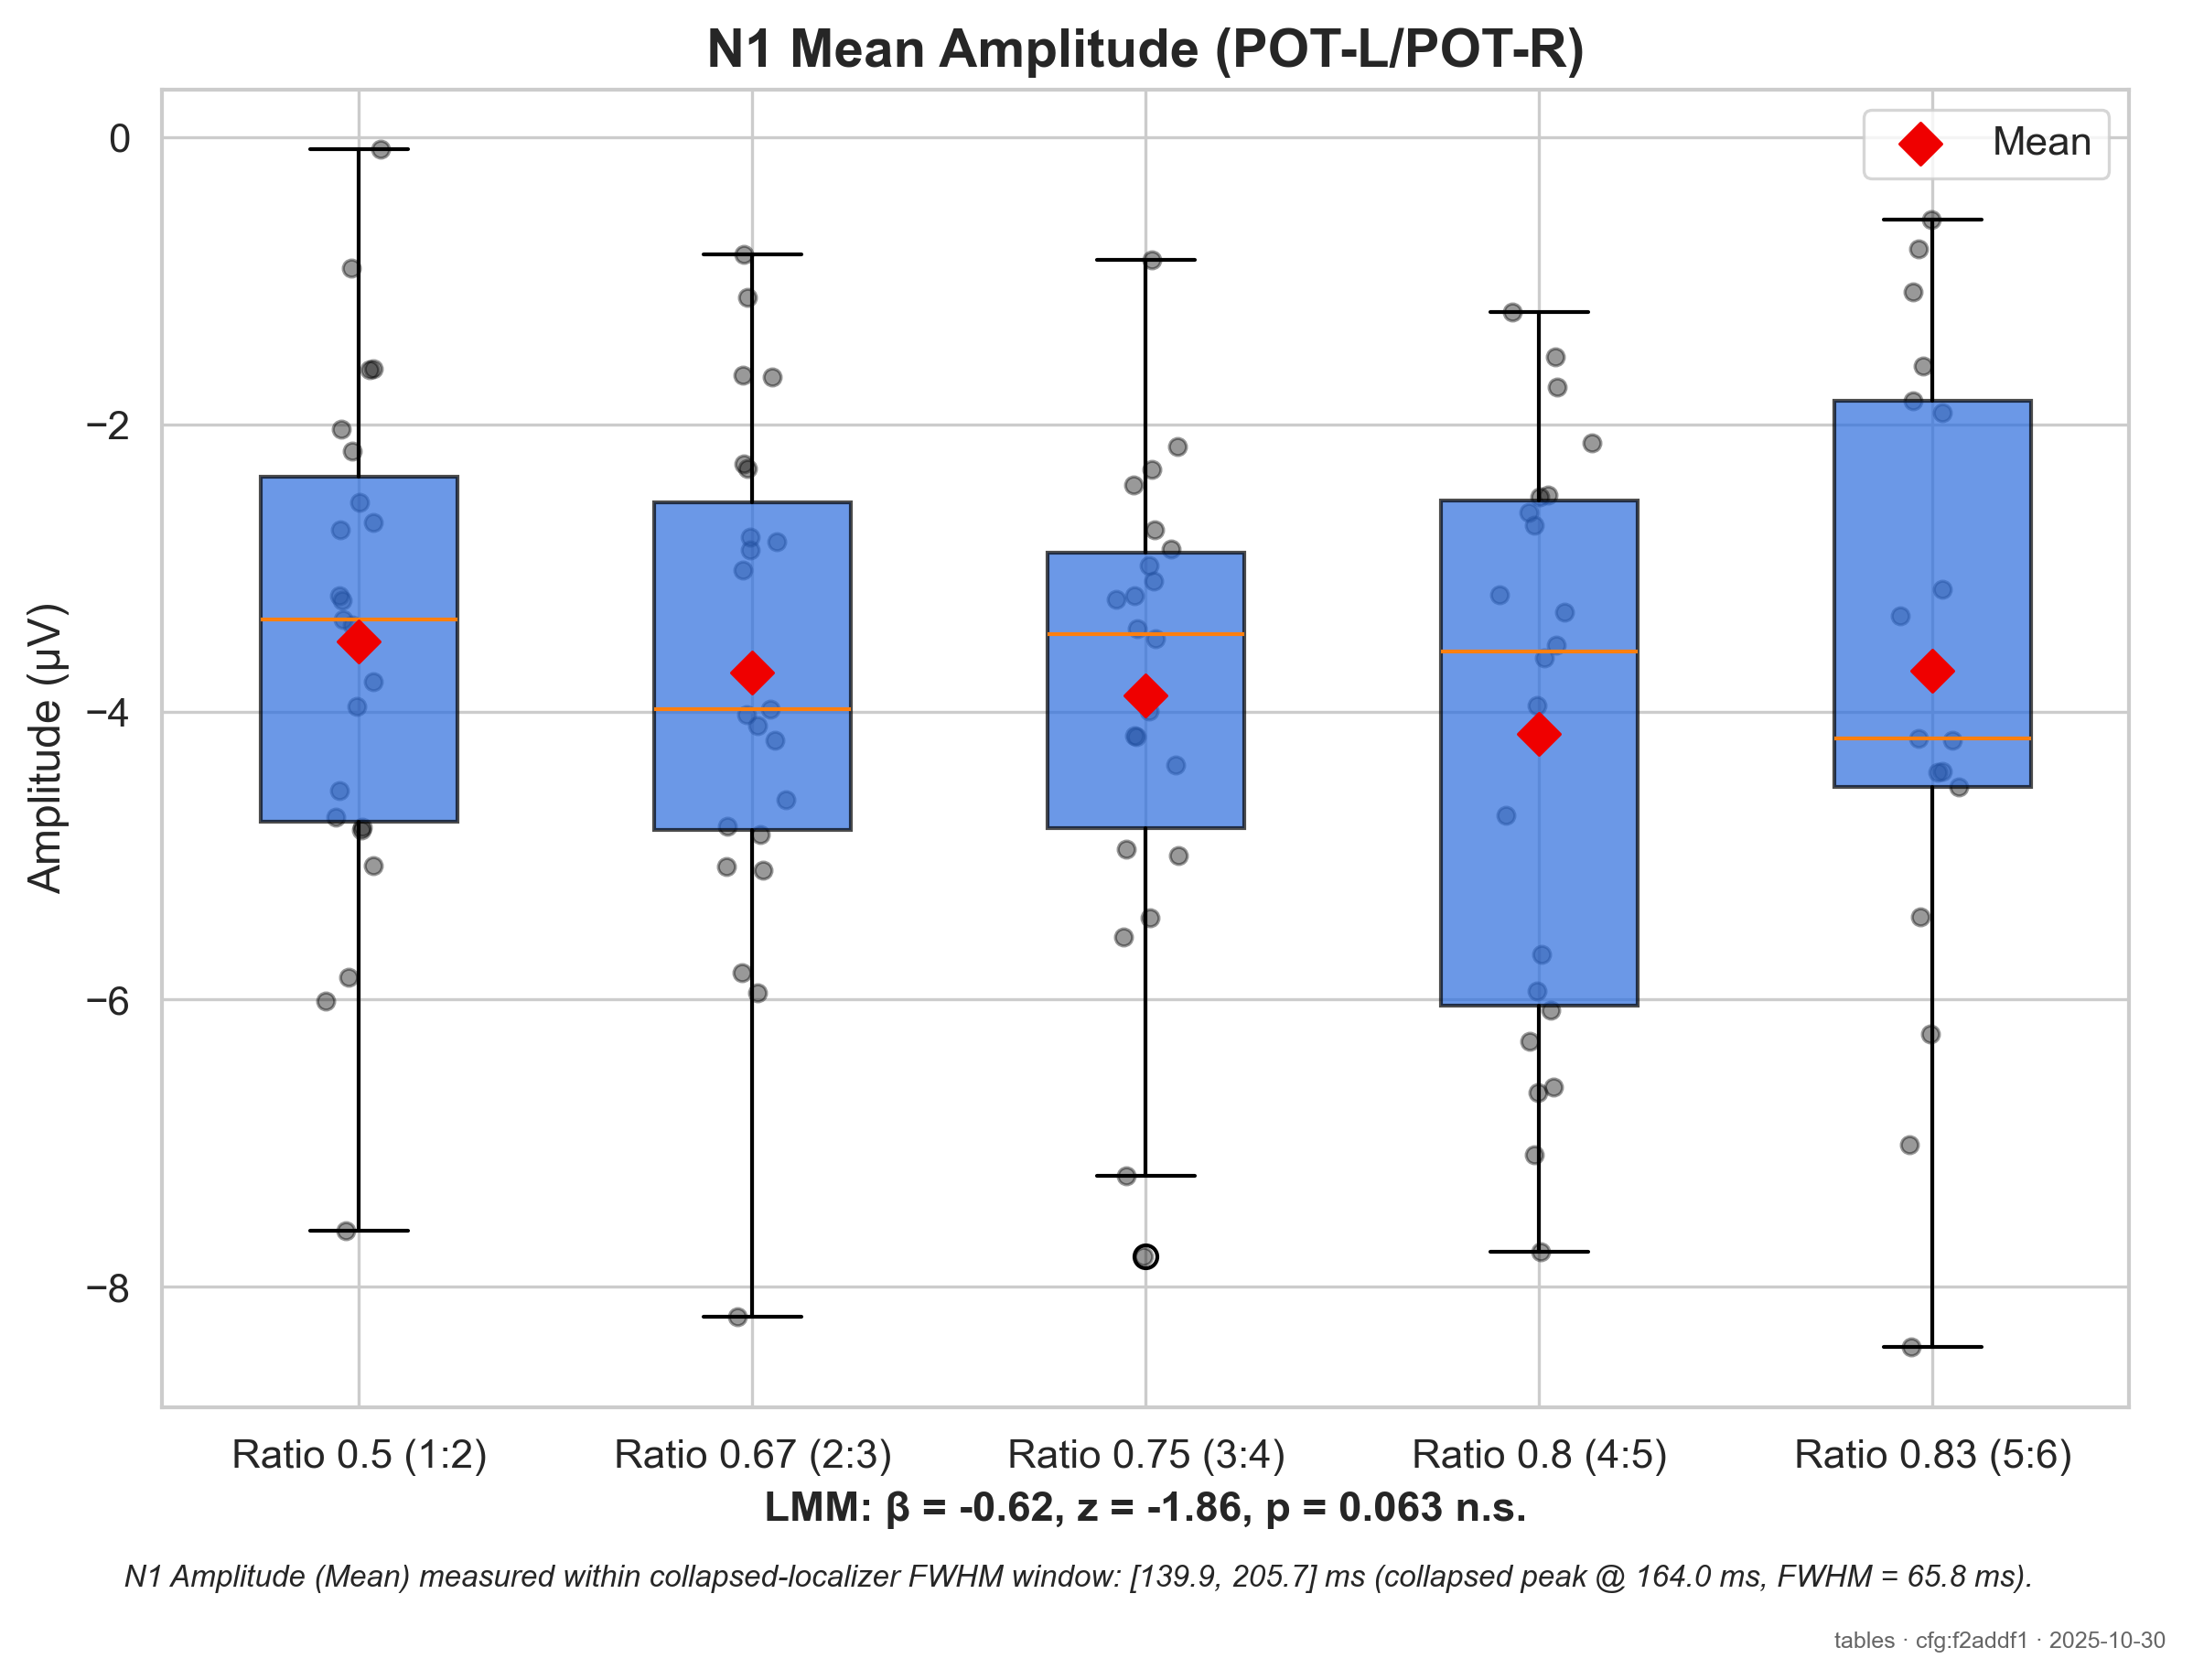 N1 Mean Amplitude (POT-L/POT-R)
Mean
Amplitude (µV)
0
−2
−4
−6
−8
Ratio 0.5 (1:2)
Ratio 0.67 (2:3)
Ratio 0.75 (3:4)
Ratio 0.8 (4:5)
Ratio 0.83 (5:6)
LMM: β = -0.62, z = -1.86, p = 0.063 n.s.
N1 Amplitude (Mean) measured within collapsed-localizer FWHM window: [139.9, 205.7] ms (collapsed peak @ 164.0 ms, FWHM = 65.8 ms).
tables · cfg:f2addf1 · 2025-10-30